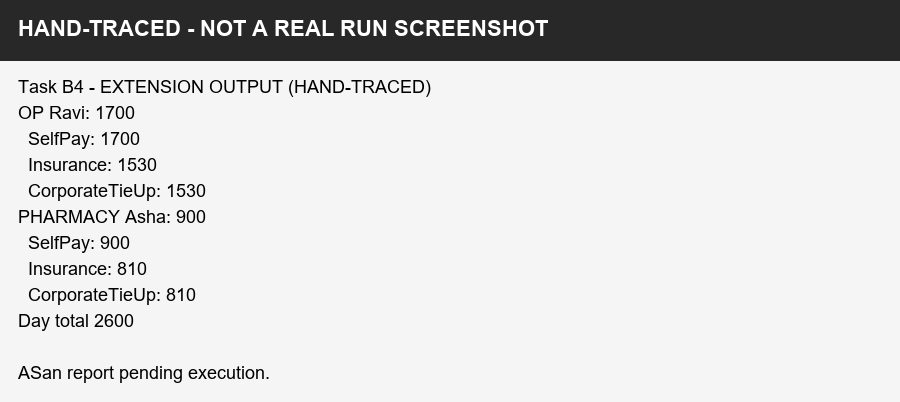 HAND-TRACED - NOT A REAL RUN SCREENSHOT
Task B4 - EXTENSION OUTPUT (HAND-TRACED)
OP Ravi: 1700
SelfPay: 1700
Insurance: 1530
CorporateTieUp: 1530
PHARMACY Asha: 900
SelfPay: 900
Insurance: 810
CorporateTieUp: 810
Day total 2600
ASan report pending execution.